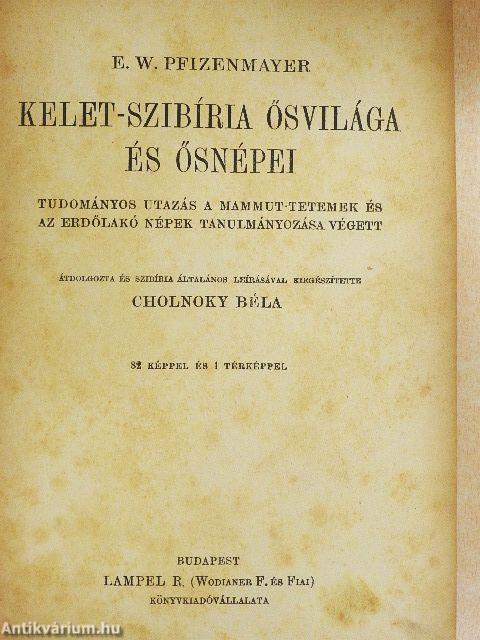 E. W. PFIZENMAYER
KELET-SZIBÍRIA ŐSVILÁGA
ÉS ŐSNÉPEI
TUDOMÁNYOS UTAZÁS A MAMMUT-TETEMEK ÉS
AZ ERDŐLAKÓ NÉPEK TANULMÁNYOZÁSA VÉGETT
ÁTDOLGOZTA ÉS SZIBÍRIA ÁLTALÁNOS LEÍRÁSÁVAL KIEGÉSZÍTETTE
CHOLNOKY BÉLA
82 KÉPPEL ÉS 1 TÉRKÉPPEL
BUDAPEST
LAMPEL R. (WODIANER F. ÉS FIAI)
KÖNYVKIADÓVÁLLALATA
Antikvárium.hu